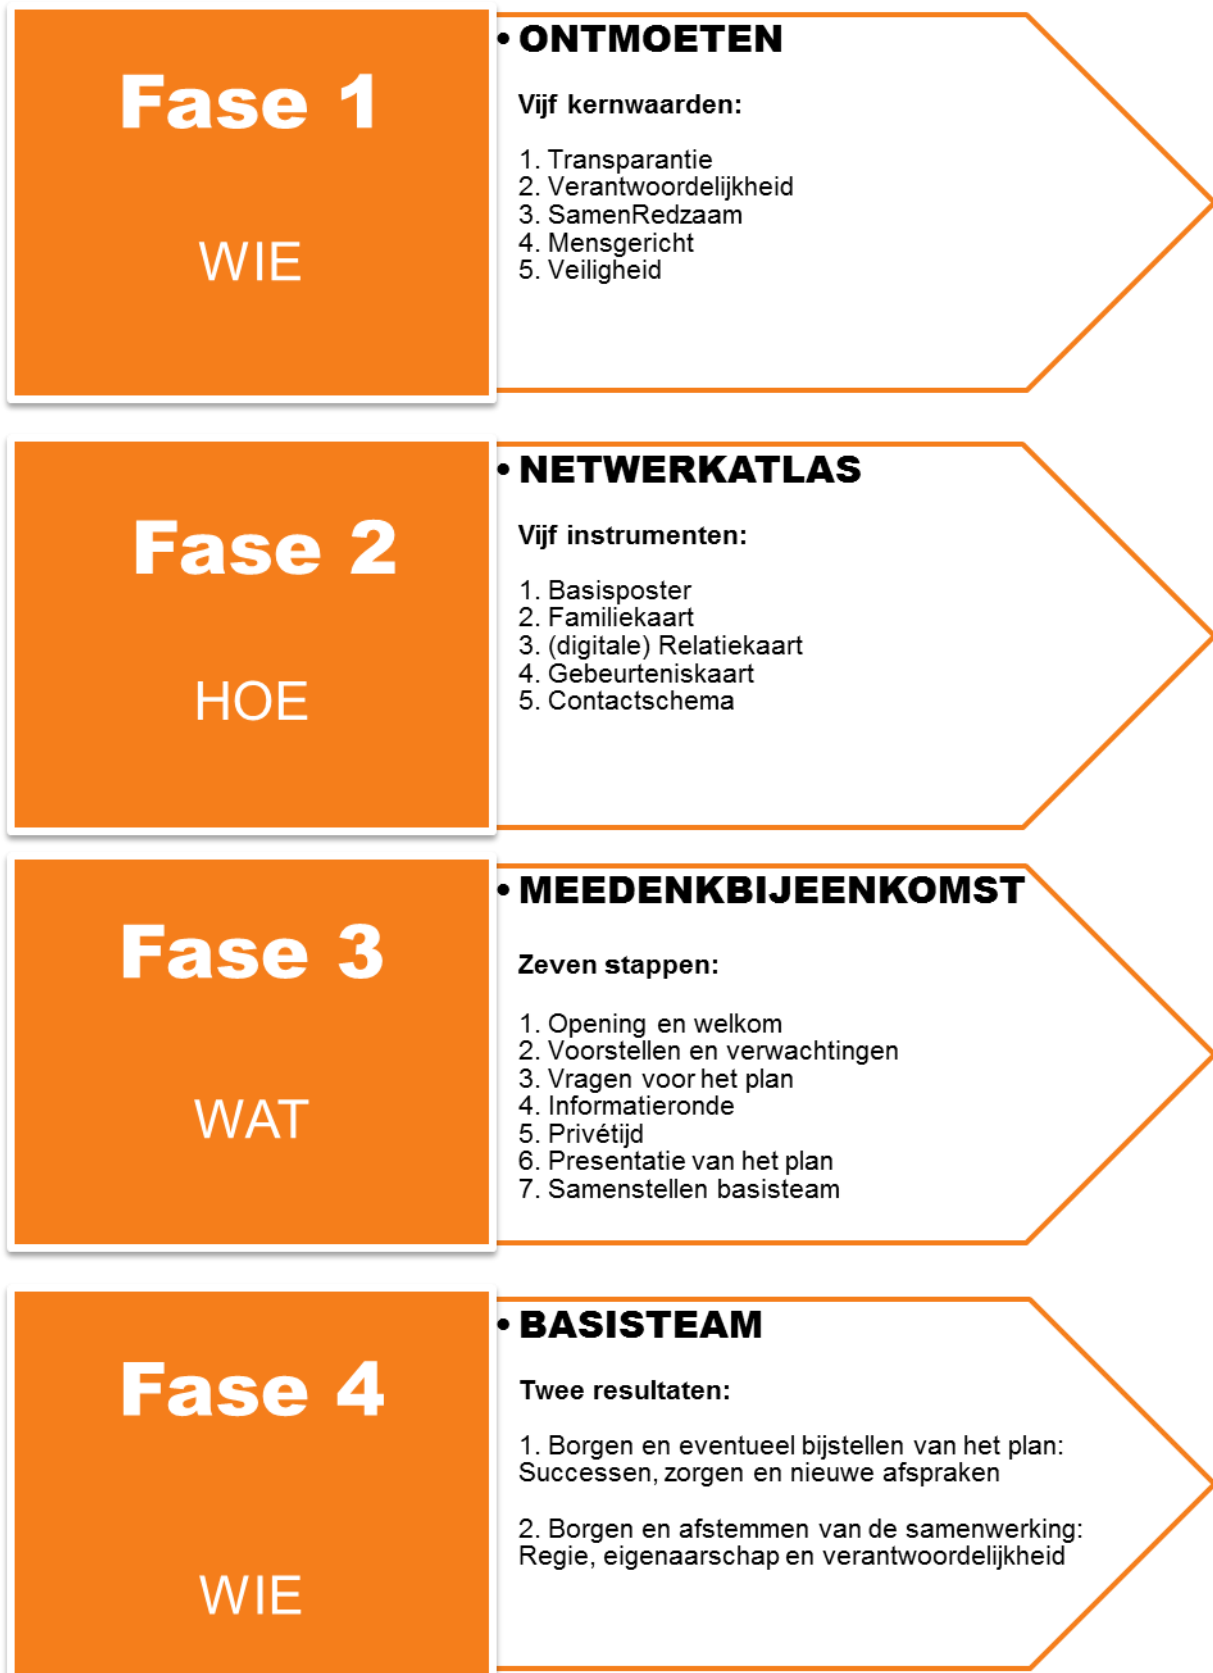 Fase 1
WIE
• ONTMOETEN
Vijf kernwaarden:
1. Transparantie
2. Verantwoordelijkheid
3. SamenRedzaam
4. Mensgericht
5. Veiligheid
Fase 2
HOE
• NETWERKATLAS
Vijf instrumenten:
1. Basisposter
2. Familiekaart
3. (digitale) Relatiekaart
4. Gebeurteniskaart
5. Contactschema
Fase 3
WAT
• MEEDENKBIJEENKOMST
Zeven stappen:
1. Opening en welkom
2. Voorstellen en verwachtingen
3. Vragen voor het plan
4. Informatieronde
5. Privétijd
6. Presentatie van het plan
7. Samenstellen basisteam
Fase 4
WIE
• BASISTEAM
Twee resultaten:
1. Borgen en eventueel bijstellen van het plan:
Successen, zorgen en nieuwe afspraken
2. Borgen en afstemmen van de samenwerking:
Regie, eigenaarschap en verantwoordelijkheid